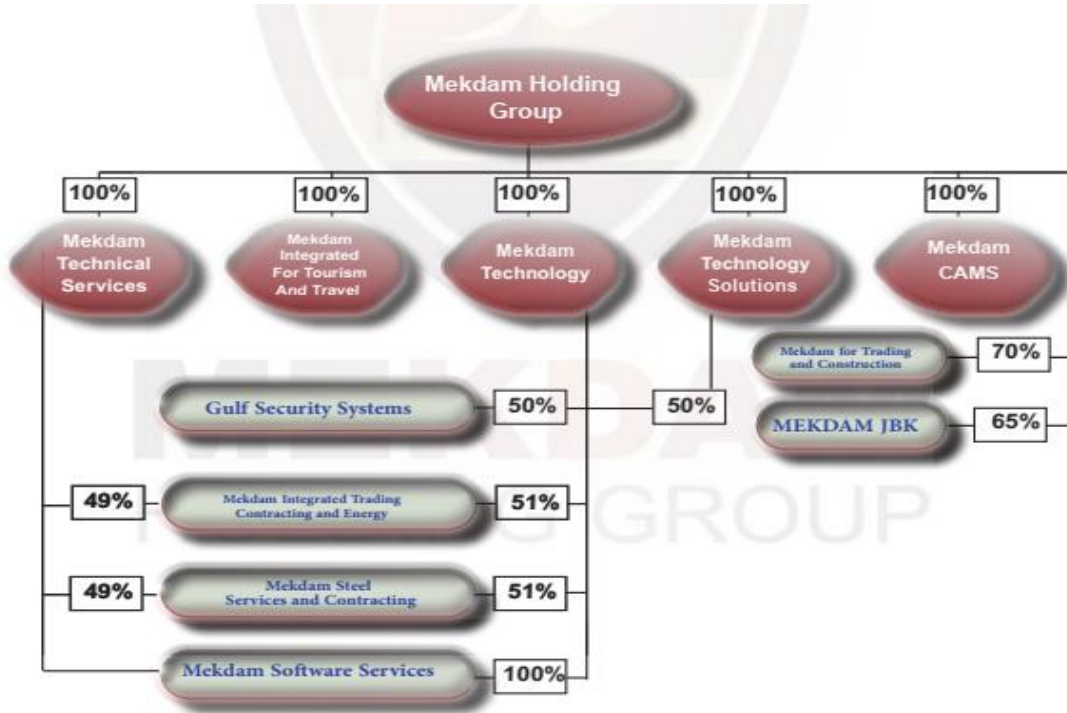 Mekdam Holding
Group
100%
100%
100%
100%
100%
Mekdam
Technical
Services
Mekdam
Integrated
For Tourism
And Travel
Mekdam
Technology
Mekdam
Technology
Solutions
Mekdam
CAMS
Mekdam for Trading
and Construction
70%
Gulf Security Systems
50%
50%
MEKDAM JBK
65%
49%
Mekdam Integrated Trading
Contracting and Energy
51%
49%
Mekdam Steel
Services and Contracting
51%
Mekdam Software Services
100%
MEKDAM
HOLDING GROUP